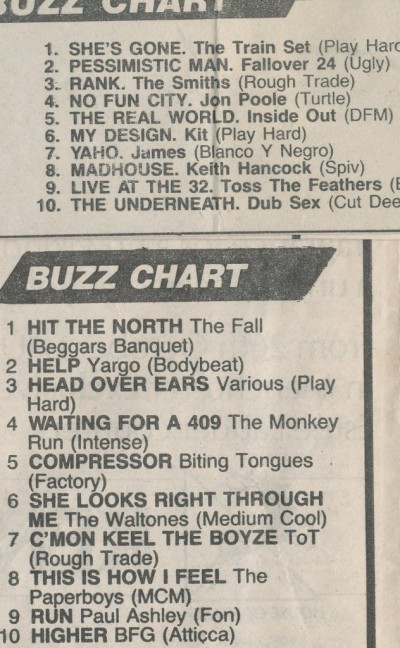 BUZZ CHART
1. SHE'S GONE. The Train Set (Play Hard
2. PESSIMISTIC MAN. Fallover 24 (Ugly)
3. RANK. The Smiths (Rough Trade)
4. NO FUN CITY. Jon Poole (Turtle)
5. THE REAL WORLD. Inside Out (DFM)
6. MY DESIGN. Kit (Play Hard)
7. YAHO. James (Blanco Y Negro)
8. MADHOUSE. Keith Hancock (Spiv)
9. LIVE AT THE 32. Toss The Feathers (
10. THE UNDERNEATH. Dub Sex (Cut Dee
BUZZ CHART
1 HIT THE NORTH The Fall
(Beggars Banquet)
2 HELP Yargo (Bodybeat)
3 HEAD OVER EARS Various (Play
Hard)
4 WAITING FOR A 409 The Monkey
Run (Intense)
5 COMPRESSOR Biting Tongues
(Factory)
6 SHE LOOKS RIGHT THROUGH
ME The Waltones (Medium Cool)
7 C'MON KEEL THE BOYZE ToT
(Rough Trade)
8 THIS IS HOW I FEEL The
Paperboys (MCM)
9 RUN Paul Ashley (Fon)
10 HIGHER BFG (Atticca)